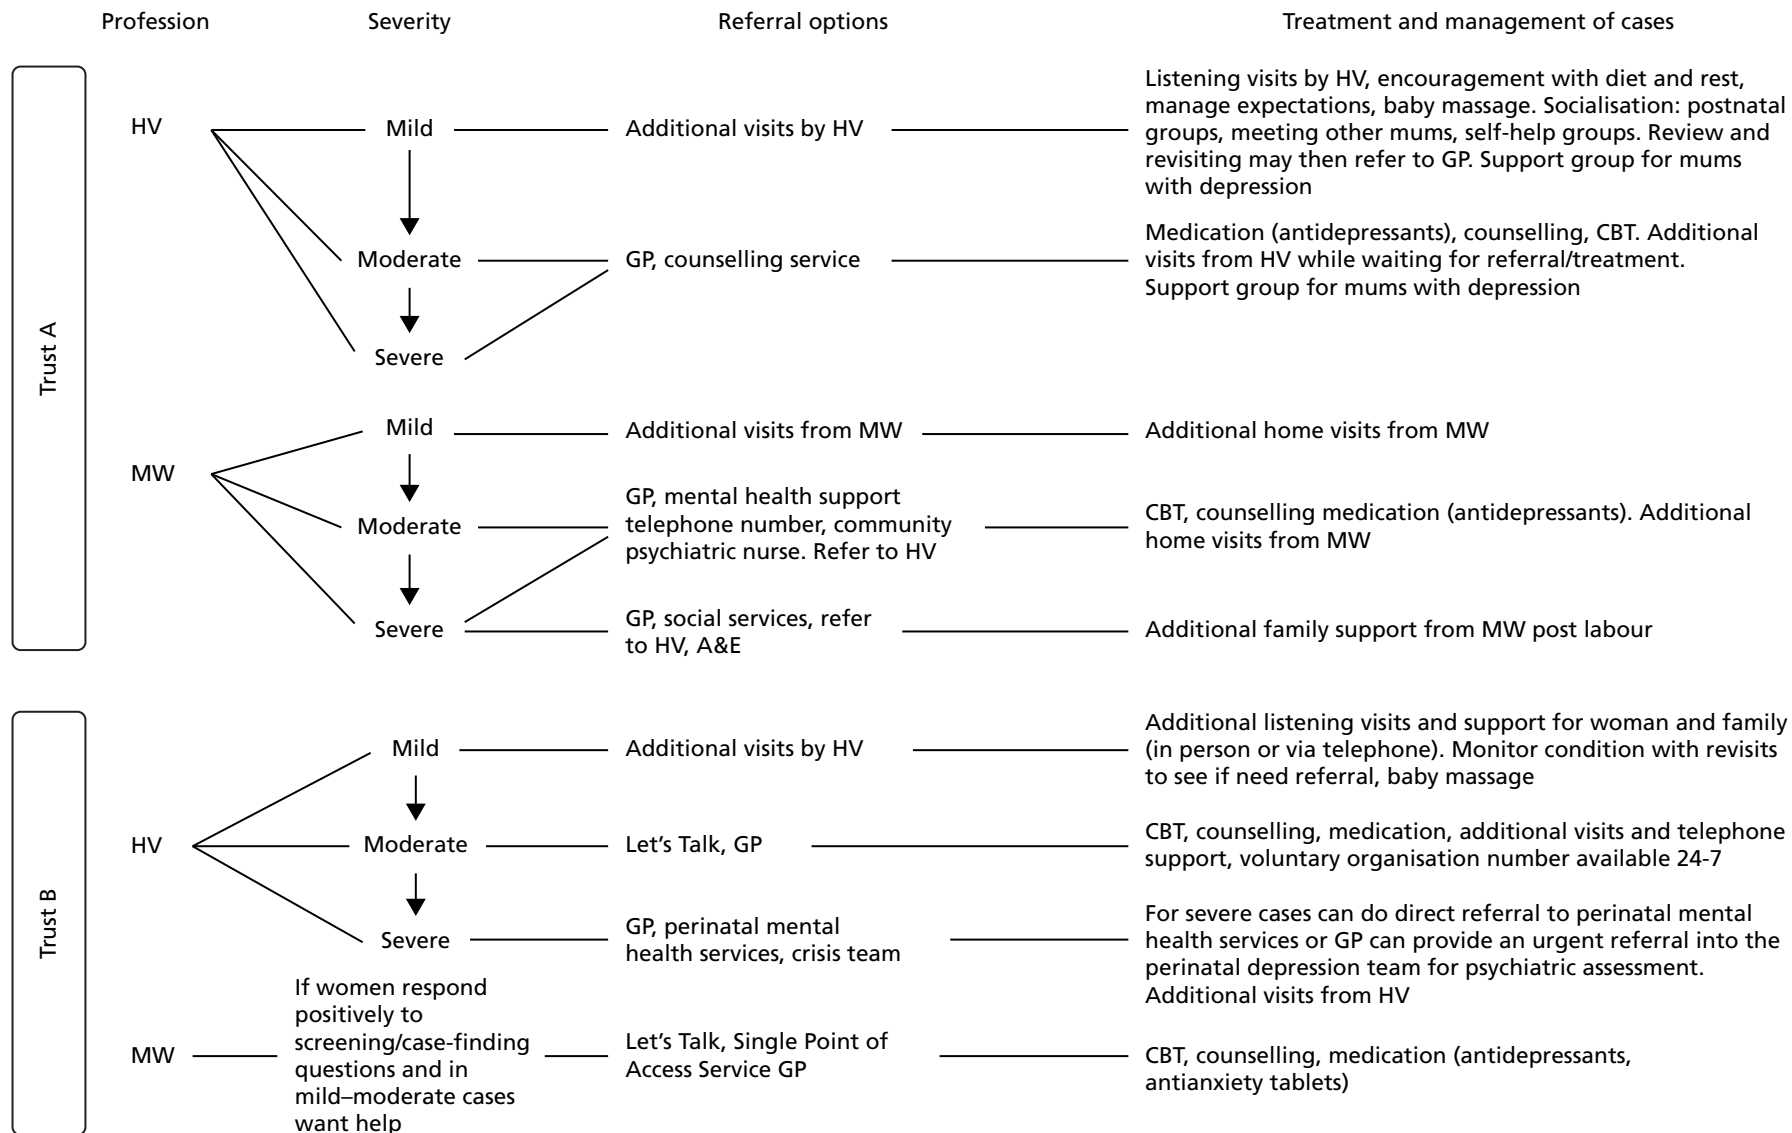 Profession
Severity
Referral options
Treatment and management of cases
Trust A
HV
Mild
Additional visits by HV
Listening visits by HV, encouragement with diet and rest,
manage expectations, baby massage. Socialisation: postnatal
groups, meeting other mums, self-help groups. Review and
revisiting may then refer to GP. Support group for mums
with depression
Moderate
GP, counselling service
Medication (antidepressants), counselling, CBT. Additional
visits from HV while waiting for referral/treatment.
Support group for mums with depression
Severe
MW
Mild
Additional visits from MW
Additional home visits from MW
Moderate
GP, mental health support
telephone number, community
psychiatric nurse. Refer to HV
CBT, counselling medication (antidepressants). Additional
home visits from MW
Severe
GP, social services, refer
to HV, A&E
Additional family support from MW post labour
Trust B
HV
Mild
Additional visits by HV
Additional listening visits and support for woman and family
(in person or via telephone). Monitor condition with revisits
to see if need referral, baby massage
Moderate
Let's Talk, GP
CBT, counselling, medication, additional visits and telephone
support, voluntary organisation number available 24-7
Severe
GP, perinatal mental
health services, crisis team
For severe cases can do direct referral to perinatal mental
health services or GP can provide an urgent referral into the
perinatal depression team for psychiatric assessment.
Additional visits from HV
MW
If women respond
positively to
screening/case-finding
questions and in
mild–moderate cases
want help
Let's Talk, Single Point of
Access Service GP
CBT, counselling, medication (antidepressants,
antianxiety tablets)